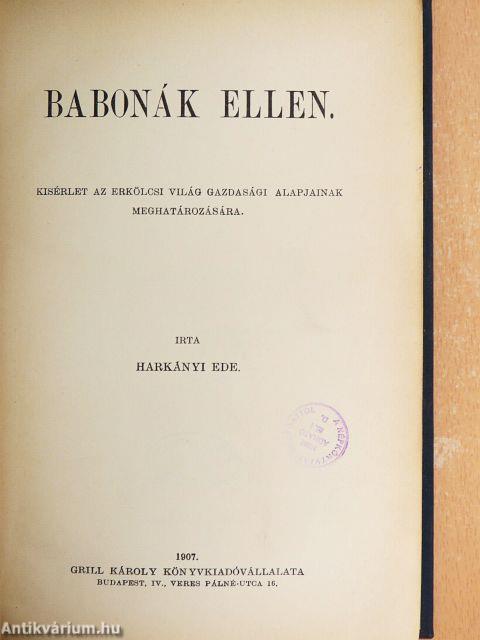 BABONÁK ELLEN.
KISÉRLET AZ ERKÖLCSI VILÁG GAZDASÁGI ALAPJAINAK
MEGHATÁROZÁSÁRA.
IRTA
HARKÁNYI EDE.
1907.
GRILL KÁROLY KÖNYVKIADÓVÁLLALATA
BUDAPEST, IV., VERES PÁLNÉ-UTCA 16.
Antikvárium.hu